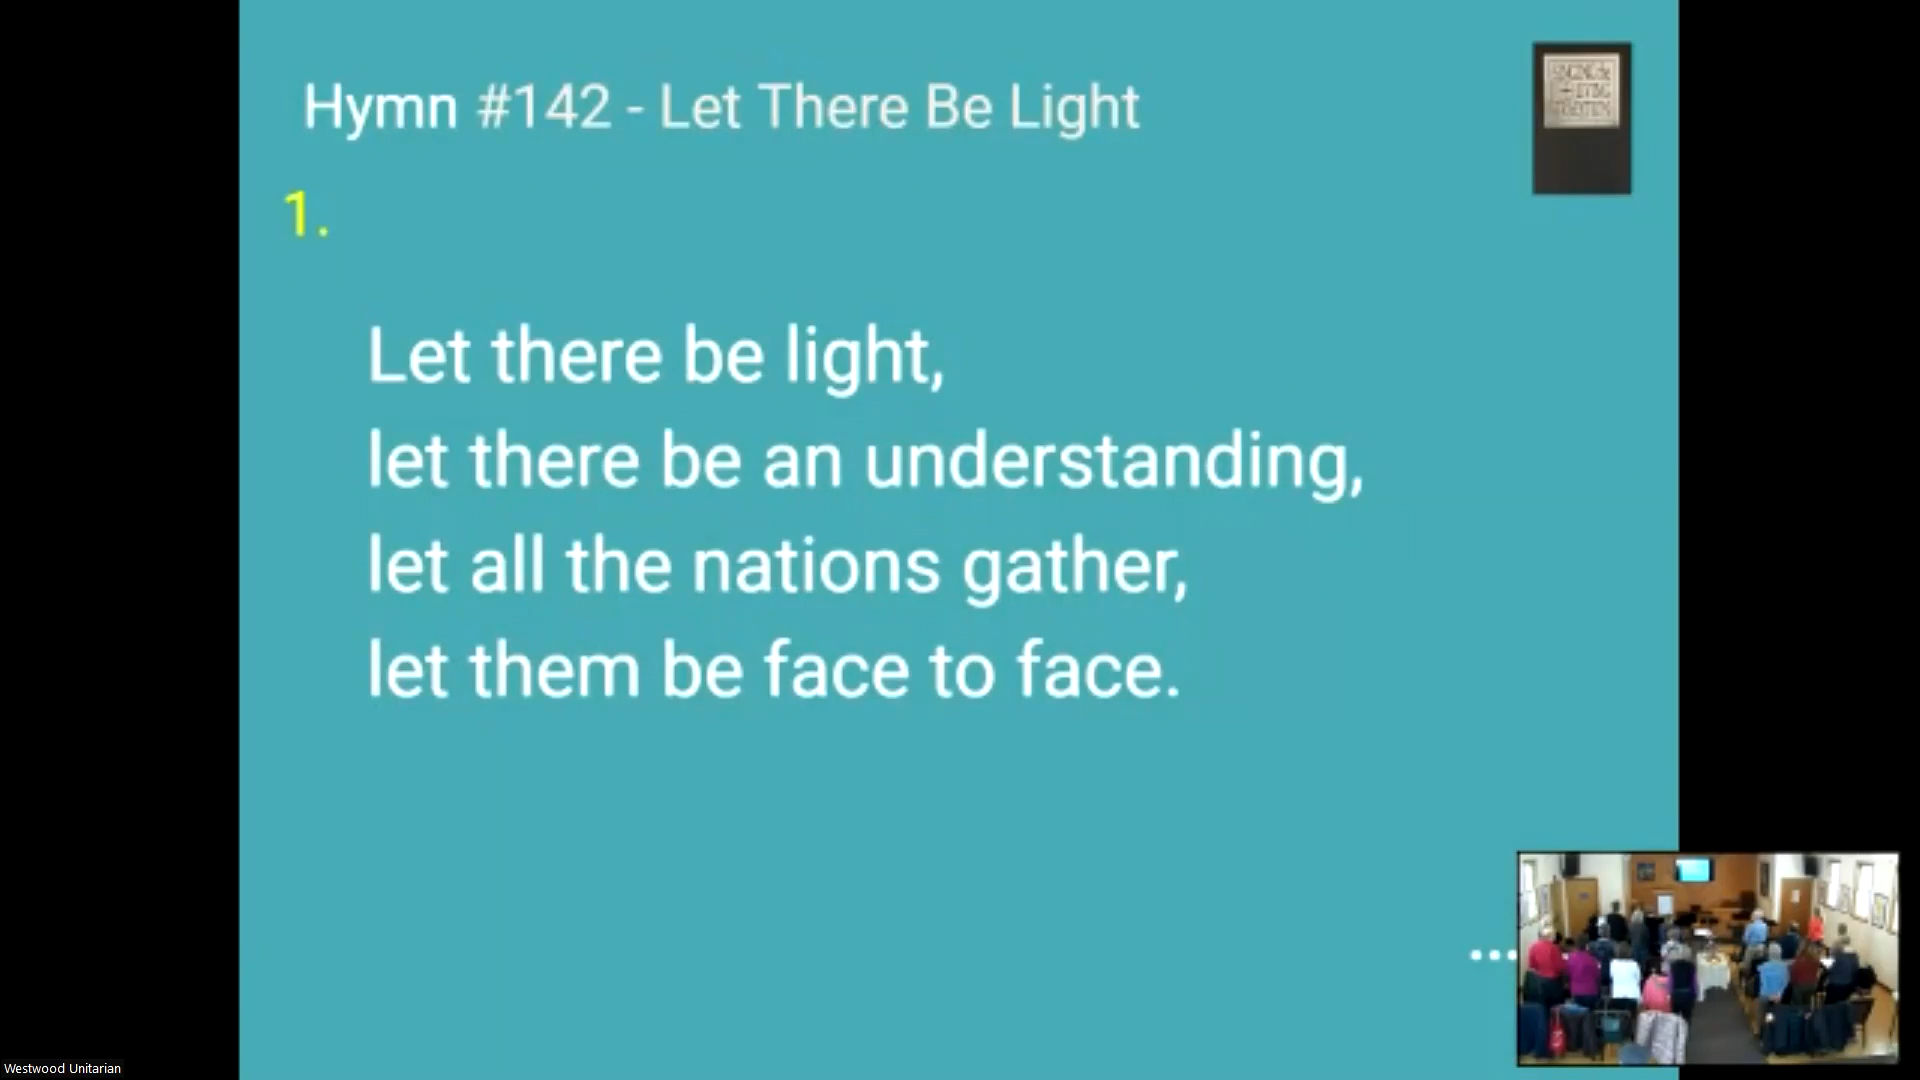 Hymn #142 - Let There Be Light
1.
Let there be light,
let there be an understanding,
let all the nations gather,
let them be face to face.
...
Westwood Unitarian